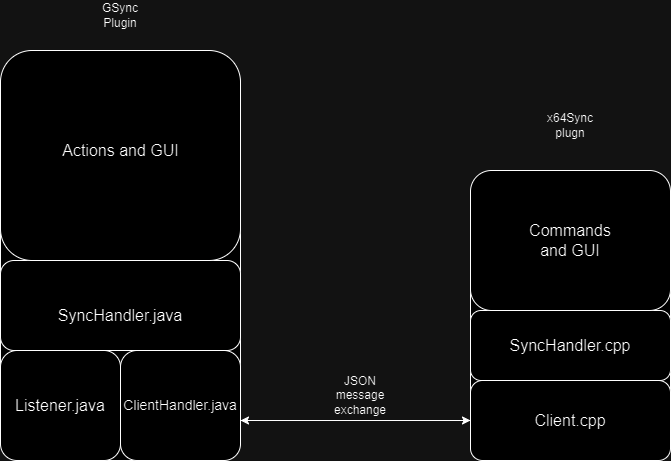 GSync
Plugin
Actions and GUI
SyncHandler.java
Listener.java
ClientHandler.java
JSON
message
exchange
x64Sync
plugn
Commands
and GUI
SyncHandler.cpp
Client.cpp